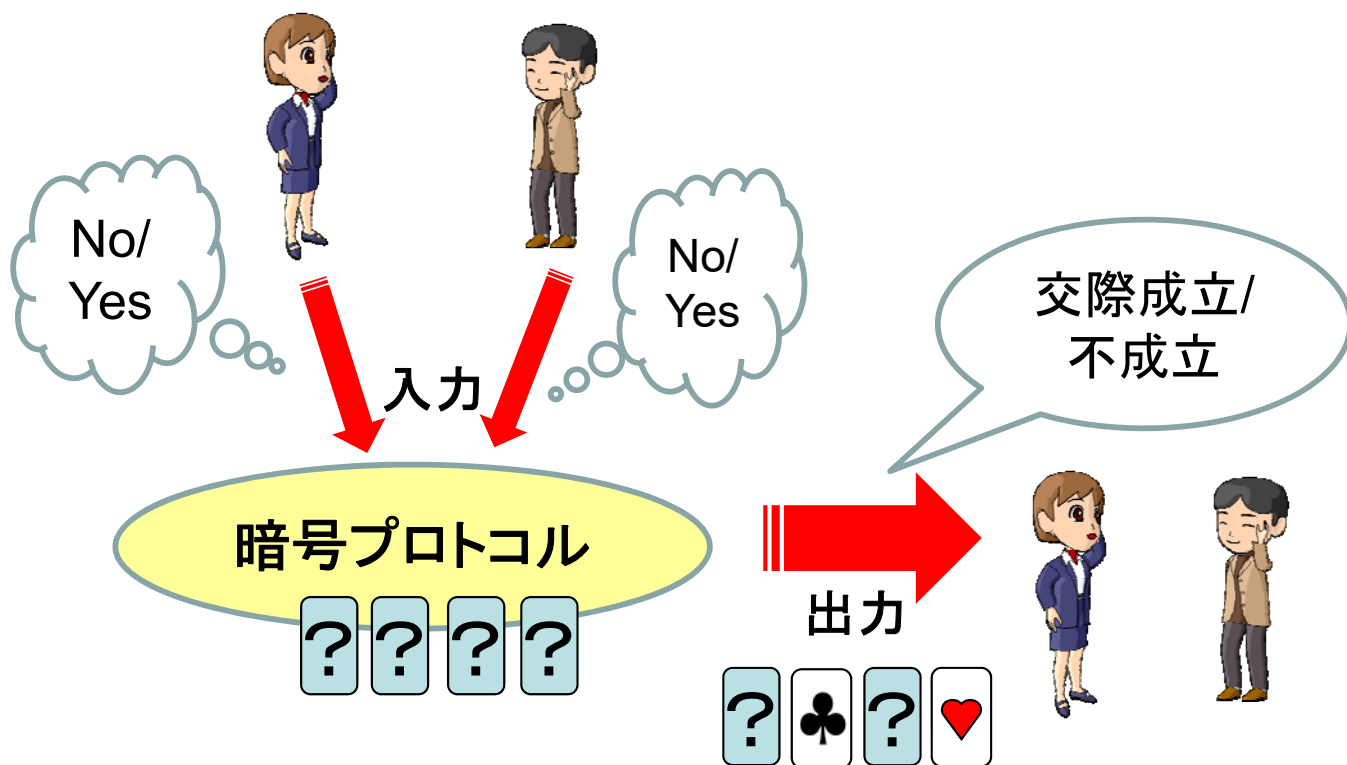 No/
Yes
No/
Yes
入力
交際成立/
不成立
暗号プロトコル
? ? ? ?
出力
? ♣ ? ♥